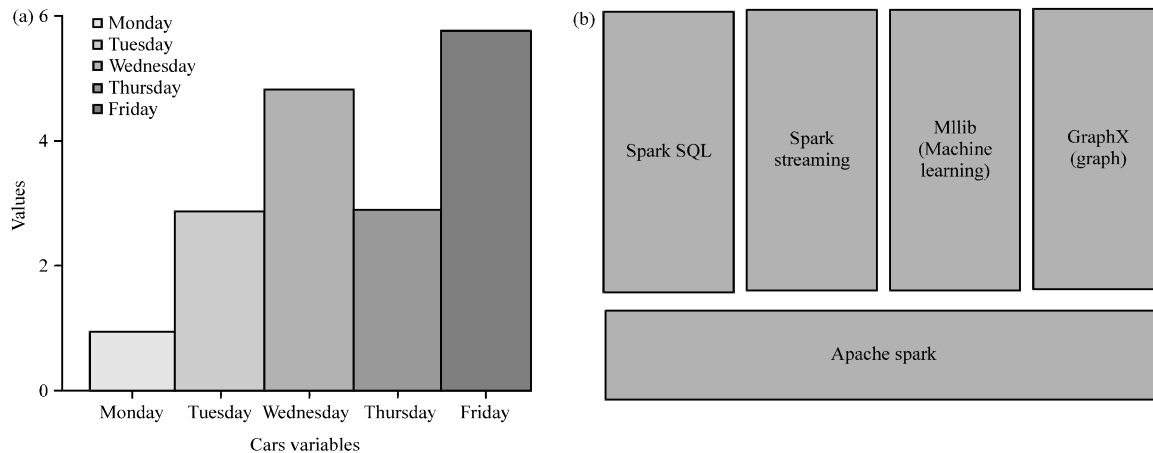 (a)
6
4
2
0
Values
Monday
Tuesday
Wednesday
Thursday
Friday
Monday Tuesday Wednesday Thursday Friday
Cars variables
(b)
Spark SQL
Spark
streaming
Mllib
(Machine
learning)
GraphX
(graph)
Apache spark